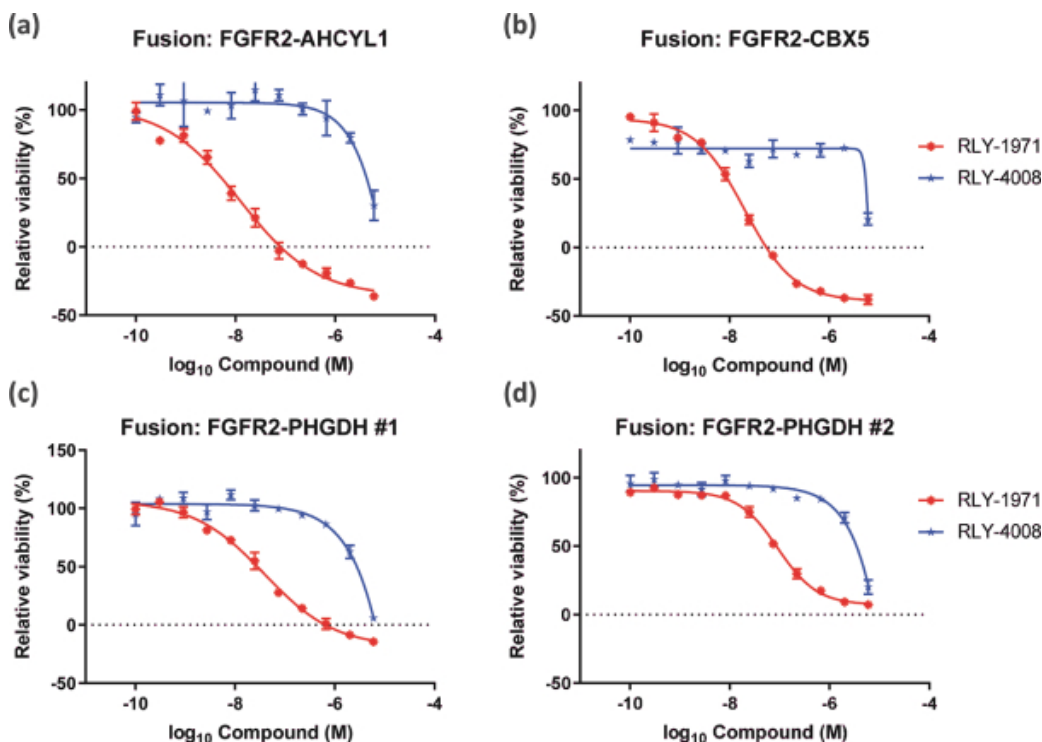 (a)
Fusion: FGFR2-AHCYL1
Relative viability (%)
100
50
0
-50
-10
-8
-6
-4
log10 Compound (M)
(b)
Fusion: FGFR2-CBX5
Relative viability (%)
100
50
0
-50
-10
-8
-6
-4
log10 Compound (M)
RLY-1971
RLY-4008
(c)
Fusion: FGFR2-PHGDH #1
Relative viability (%)
150
100
50
0
-50
-10
-8
-6
-4
log10 Compound (M)
(d)
Fusion: FGFR2-PHGDH #2
Relative viability (%)
100
50
0
-50
-10
-8
-6
-4
log10 Compound (M)
RLY-1971
RLY-4008